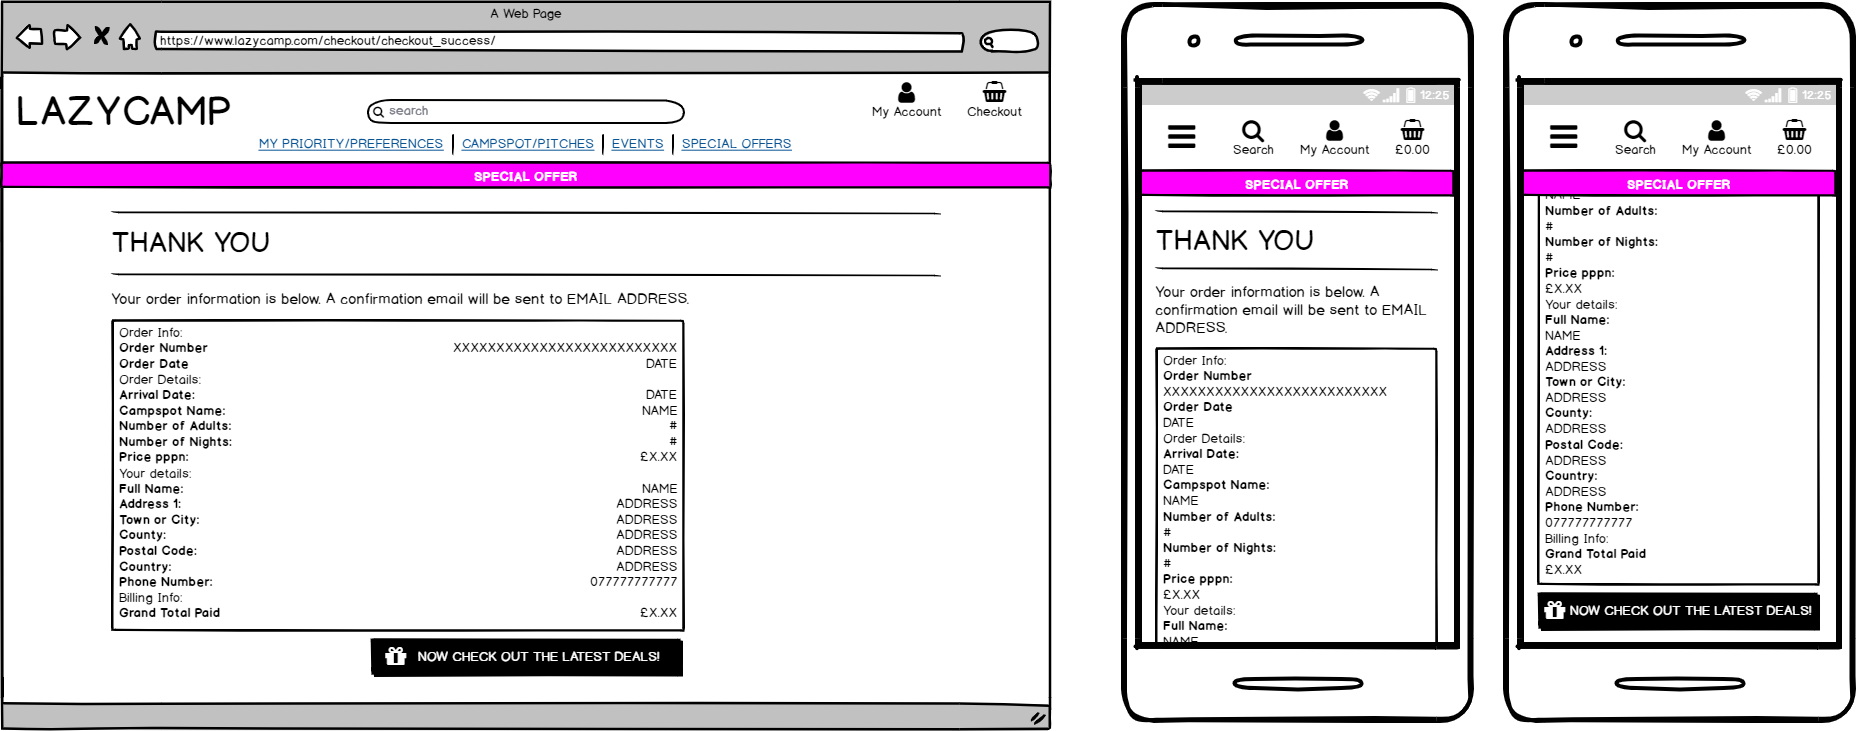 A Web Page
https://www.lazycamp.com/checkout/checkout_success/
LAZYCAMP
search
My Account
Checkout
MY PRIORITY/PREFERENCES
CAMPSPOT/PITCHES
EVENTS
SPECIAL OFFERS
SPECIAL OFFER
THANK YOU
Your order information is below. A confirmation email will be sent to EMAIL ADDRESS.
Order Info:
Order Number XXXXXXXXXXXXXXXXXXXXXXXXXX
Order Date DATE
Order Details:
Arrival Date: DATE
Campspot Name: NAME
Number of Adults: #
Number of Nights: #
Price pppn: £X.XX
Your details:
Full Name: NAME
Address 1: ADDRESS
Town or City: ADDRESS
County: ADDRESS
Postal Code: ADDRESS
Country: ADDRESS
Phone Number: 077777777777
Billing Info:
Grand Total Paid £X.XX
NOW CHECK OUT THE LATEST DEALS!
12:25
Search
My Account
£0.00
SPECIAL OFFER
THANK YOU
Your order information is below. A
confirmation email will be sent to EMAIL
ADDRESS.
Order Info:
Order Number
XXXXXXXXXXXXXXXXXXXXXXXXXX
Order Date
DATE
Order Details:
Arrival Date:
DATE
Campspot Name:
NAME
Number of Adults:
#
Number of Nights:
#
Price pppn:
£X.XX
Your details:
Full Name:
NAME
12:25
Search
My Account
£0.00
SPECIAL OFFER
NAME
Number of Adults:
#
Number of Nights:
#
Price pppn:
£X.XX
Your details:
Full Name:
NAME
Address 1:
ADDRESS
Town or City:
ADDRESS
County:
ADDRESS
Postal Code:
ADDRESS
Country:
ADDRESS
Phone Number:
077777777777
Billing Info:
Grand Total Paid
£X.XX
NOW CHECK OUT THE LATEST DEALS!